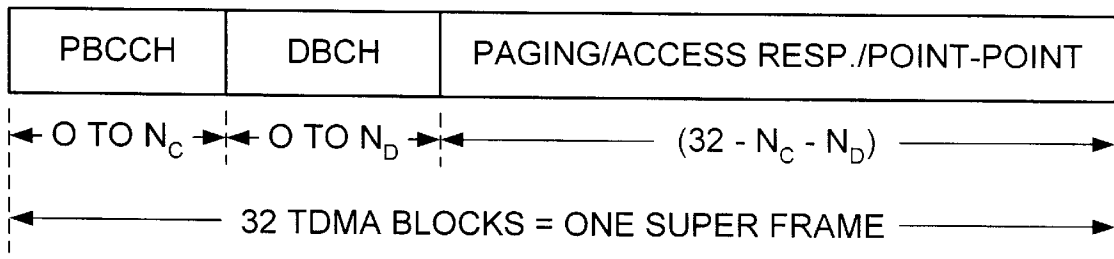 PBCCH DBCH PAGING/ACCESS RESP./POINT-POINT
O TO N_C O TO N_D (32 - N_C - N_D)
32 TDMA BLOCKS = ONE SUPER FRAME